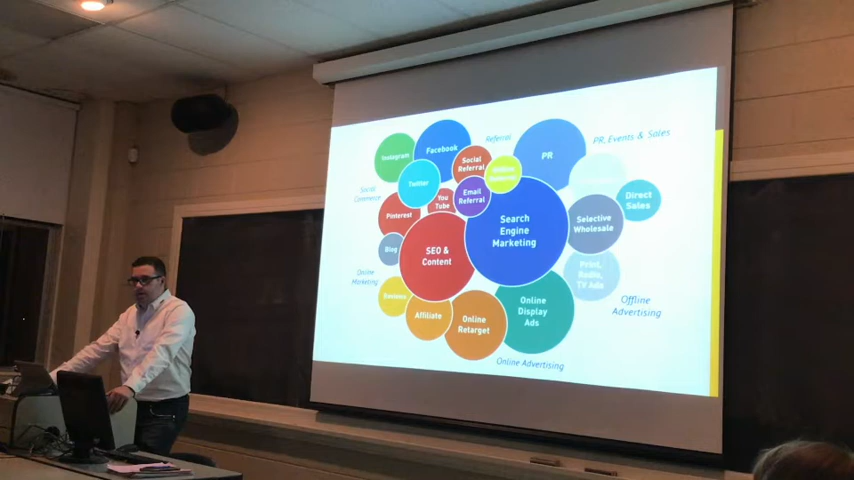 Instagram
Facebook
Referral
PR
PR, Events & Sales
Social
Referral
Twitter
Email
Referral
Social
Commerce
You
Tube
Pinterest
Direct
Sales
Selective
Wholesale
Search
Engine
Marketing
Blog
SEO &
Content
Online
Marketing
Print,
Radio,
TV Ads
Affiliate
Online
Retarget
Online
Display
Ads
Offline
Advertising
Online Advertising